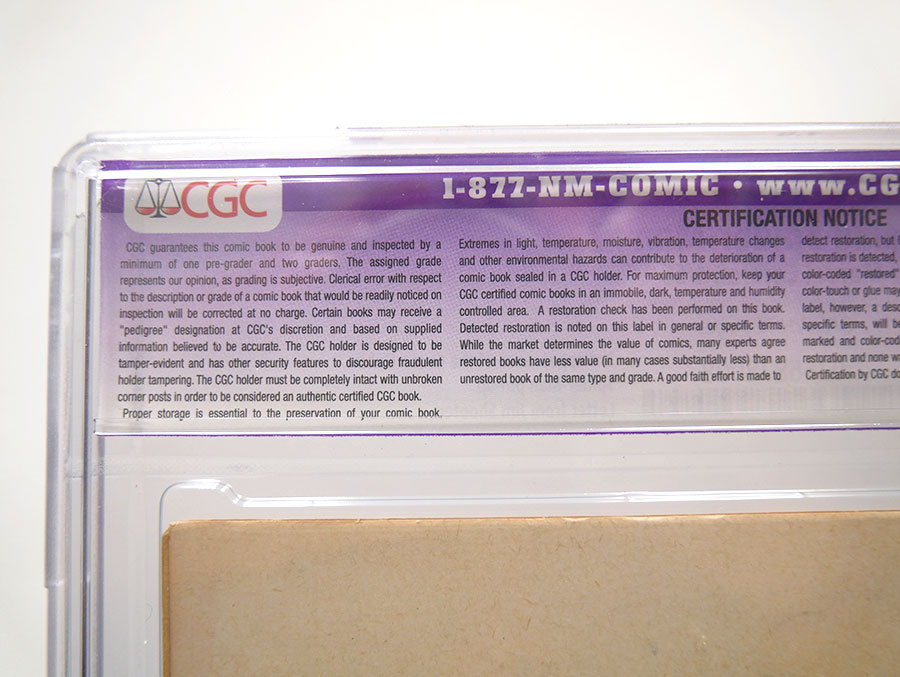 CGC
1-877-NM-COMIC • www.CG
CERTIFICATION NOTICE
CGC guarantees this comic book to be genuine and inspected by a
minimum of one pre-grader and two graders. The assigned grade
represents our opinion, as grading is subjective. Clerical error with respect
to the description or grade of a comic book that would be readily noticed on
inspection will be corrected at no charge. Certain books may receive a
"pedigree" designation at CGC's discretion and based on supplied
information believed to be accurate. The CGC holder is designed to be
tamper-evident and has other security features to discourage fraudulent
holder tampering. The CGC holder must be completely intact with unbroken
corner posts in order to be considered an authentic certified CGC book.
Proper storage is essential to the preservation of your comic book.
Extremes in light, temperature, moisture, vibration, temperature changes
and other environmental hazards can contribute to the deterioration of a
comic book sealed in a CGC holder. For maximum protection, keep your
CGC certified comic books in an immobile, dark, temperature and humidity
controlled area. A restoration check has been performed on this book.
Detected restoration is noted on this label in general or specific terms.
While the market determines the value of comics, many experts agree
restored books have less value (in many cases substantially less) than an
unrestored book of the same type and grade. A good faith effort is made to
detect restoration, but
restoration is detected,
color-coded "restored"
color-touch or glue may
label, however, a desc
specific terms, will be
marked and color-cod
restoration and none wa
Certification by CGC do